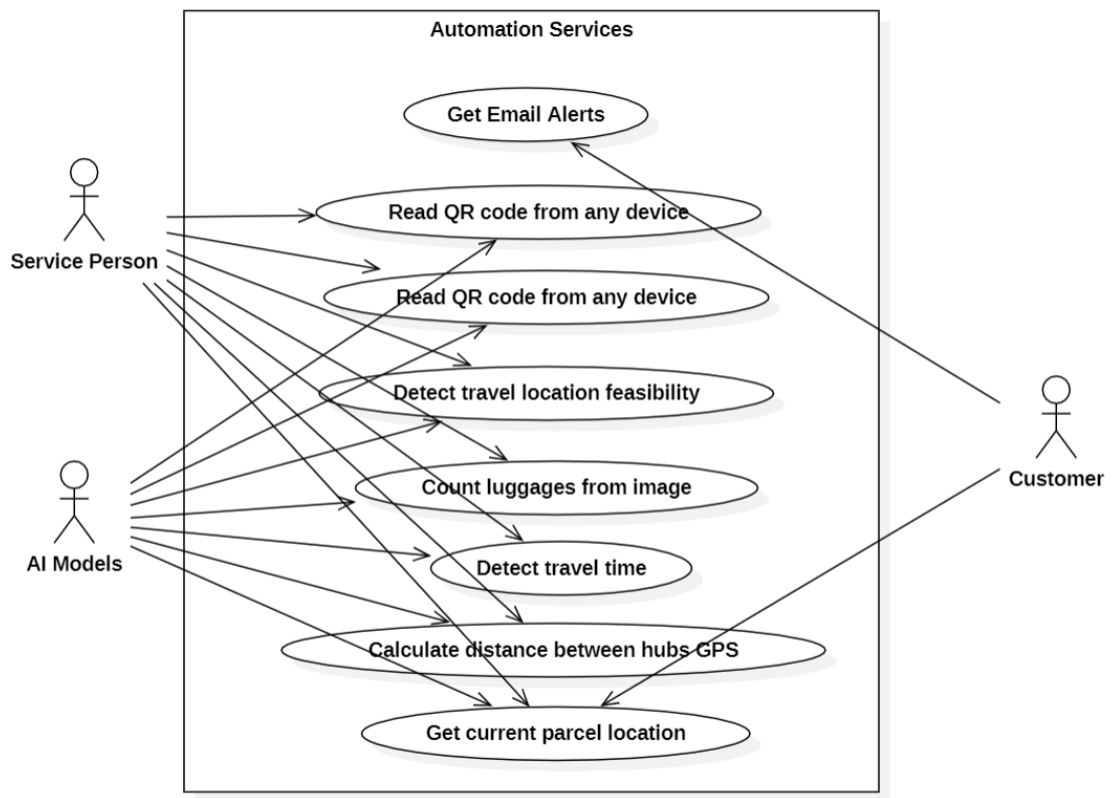 Automation Services
Get Email Alerts
Read QR code from any device
Service Person
Read QR code from any device
Detect travel location feasibility
Customer
Count luggages from image
AI Models
Detect travel time
Calculate distance between hubs GPS
Get current parcel location